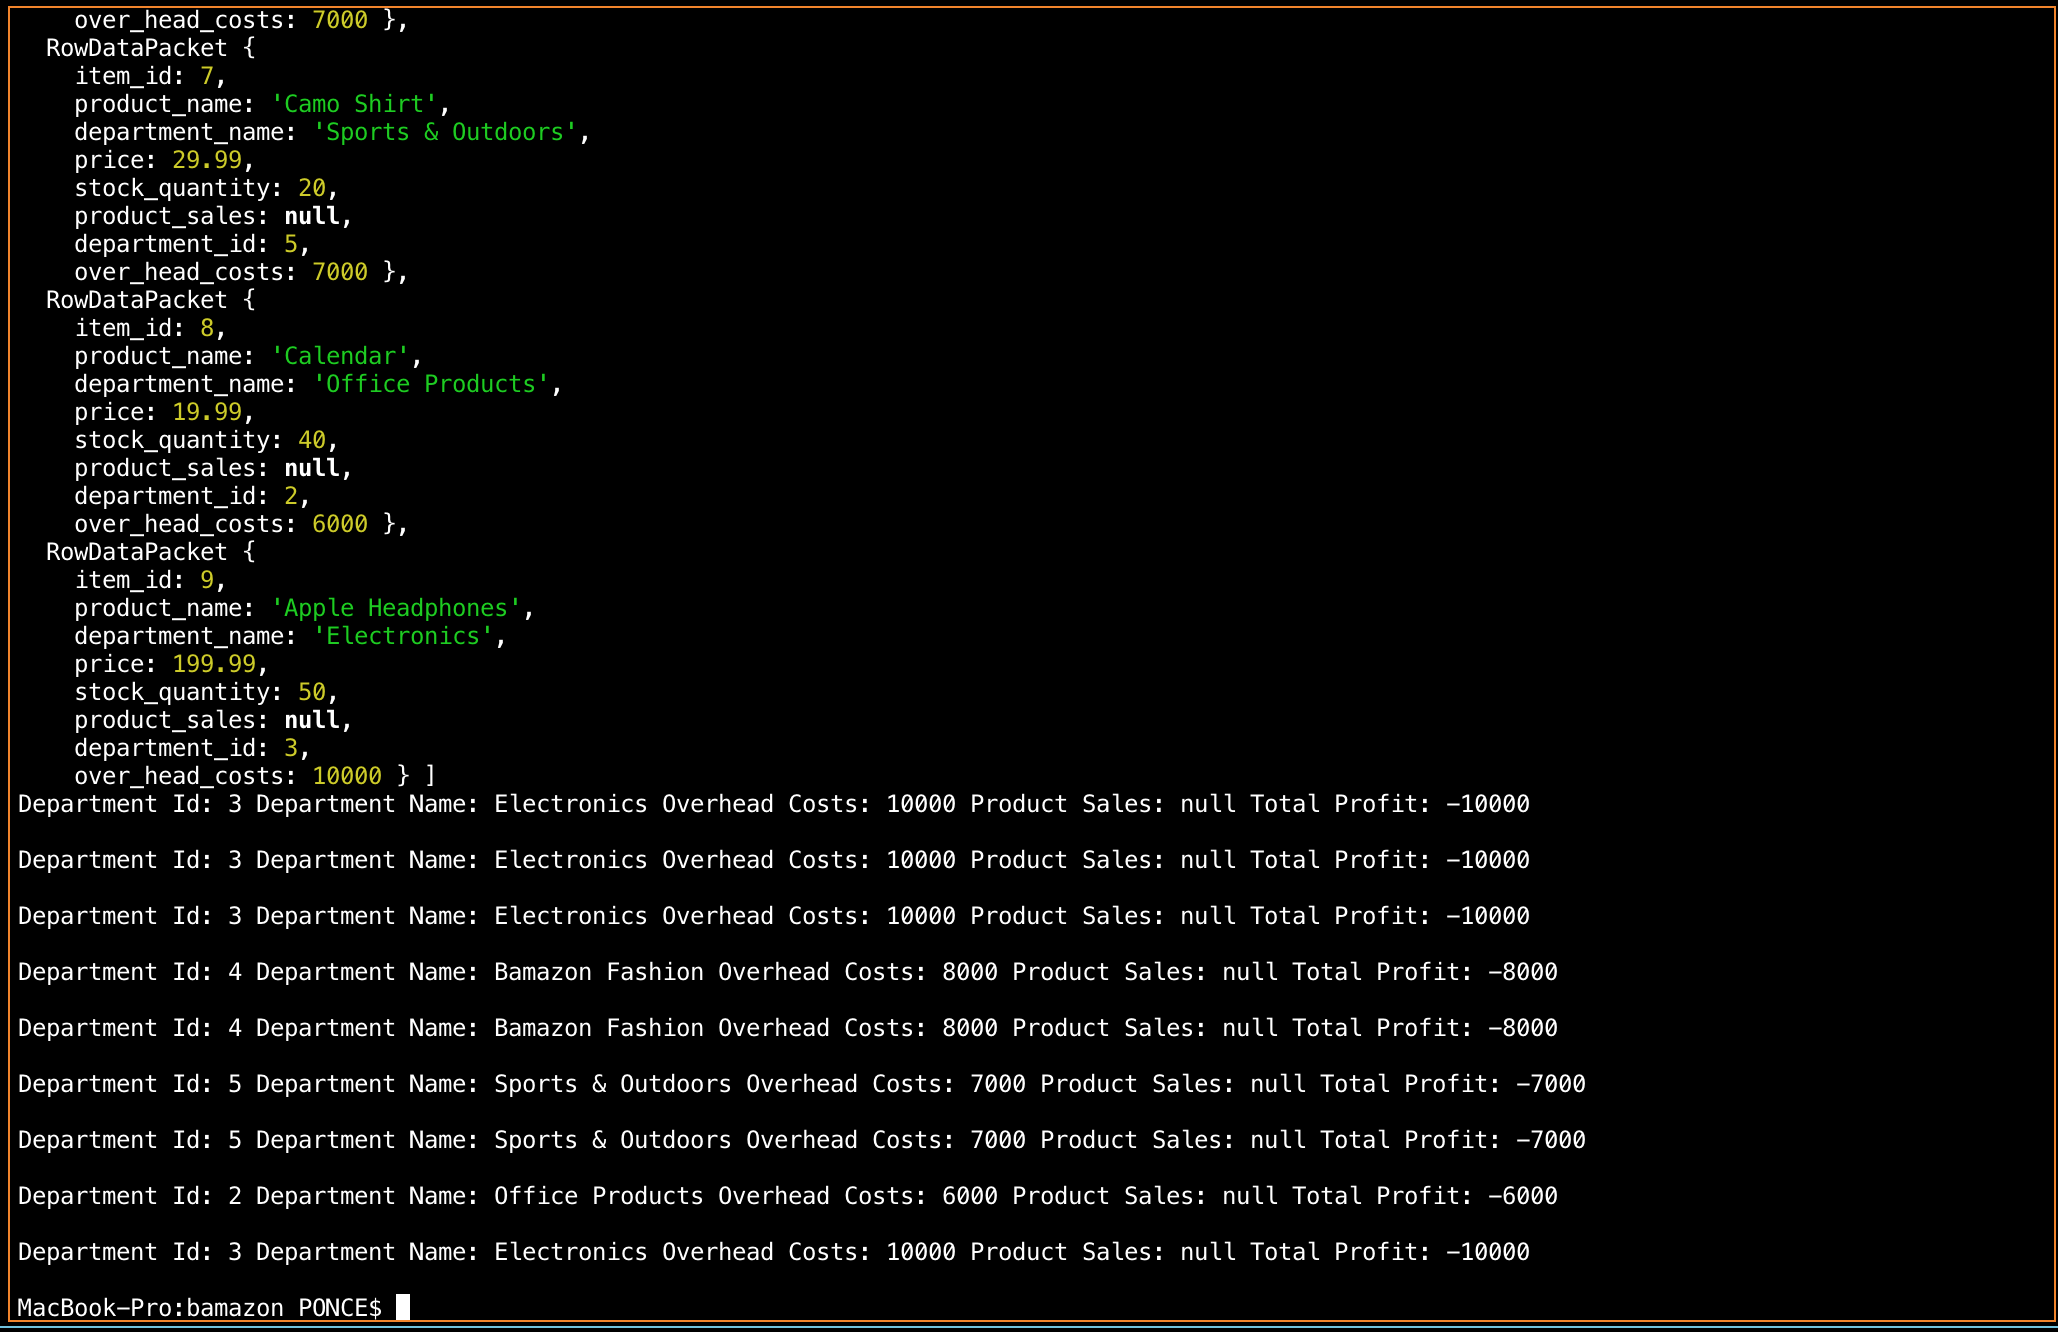 over_head_costs: 7000 },
RowDataPacket {
item_id: 7,
product_name: 'Camo Shirt',
department_name: 'Sports & Outdoors',
price: 29.99,
stock_quantity: 20,
product_sales: null,
department_id: 5,
over_head_costs: 7000 },
RowDataPacket {
item_id: 8,
product_name: 'Calendar',
department_name: 'Office Products',
price: 19.99,
stock_quantity: 40,
product_sales: null,
department_id: 2,
over_head_costs: 6000 },
RowDataPacket {
item_id: 9,
product_name: 'Apple Headphones',
department_name: 'Electronics',
price: 199.99,
stock_quantity: 50,
product_sales: null,
department_id: 3,
over_head_costs: 10000 } ]
Department Id: 3 Department Name: Electronics Overhead Costs: 10000 Product Sales: null Total Profit: -10000
Department Id: 3 Department Name: Electronics Overhead Costs: 10000 Product Sales: null Total Profit: -10000
Department Id: 3 Department Name: Electronics Overhead Costs: 10000 Product Sales: null Total Profit: -10000
Department Id: 4 Department Name: Bamazon Fashion Overhead Costs: 8000 Product Sales: null Total Profit: -8000
Department Id: 4 Department Name: Bamazon Fashion Overhead Costs: 8000 Product Sales: null Total Profit: -8000
Department Id: 5 Department Name: Sports & Outdoors Overhead Costs: 7000 Product Sales: null Total Profit: -7000
Department Id: 5 Department Name: Sports & Outdoors Overhead Costs: 7000 Product Sales: null Total Profit: -7000
Department Id: 2 Department Name: Office Products Overhead Costs: 6000 Product Sales: null Total Profit: -6000
Department Id: 3 Department Name: Electronics Overhead Costs: 10000 Product Sales: null Total Profit: -10000
MacBook-Pro:bamazon PONCE$